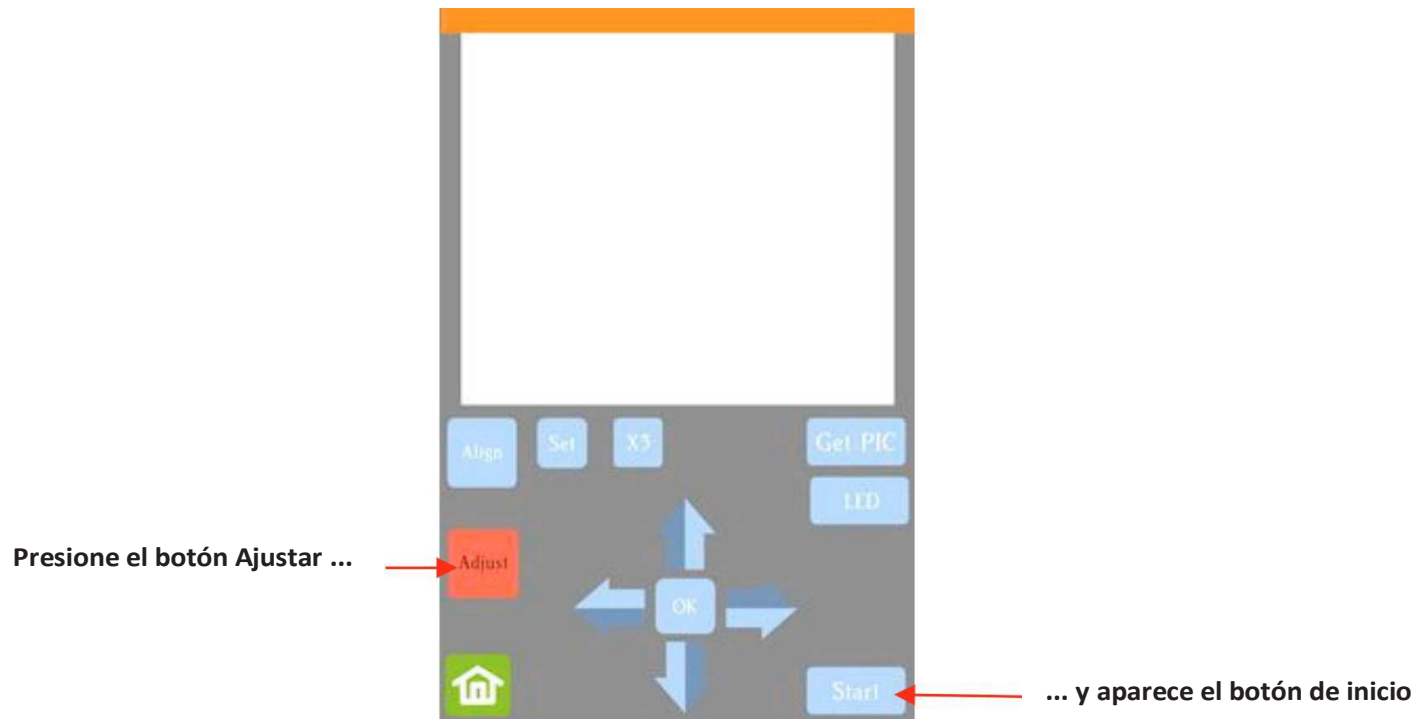 Align
Set
X3
Get PIC
LED
Presione el botón Ajustar ...
Adjust
OK
Start
... y aparece el botón de inicio